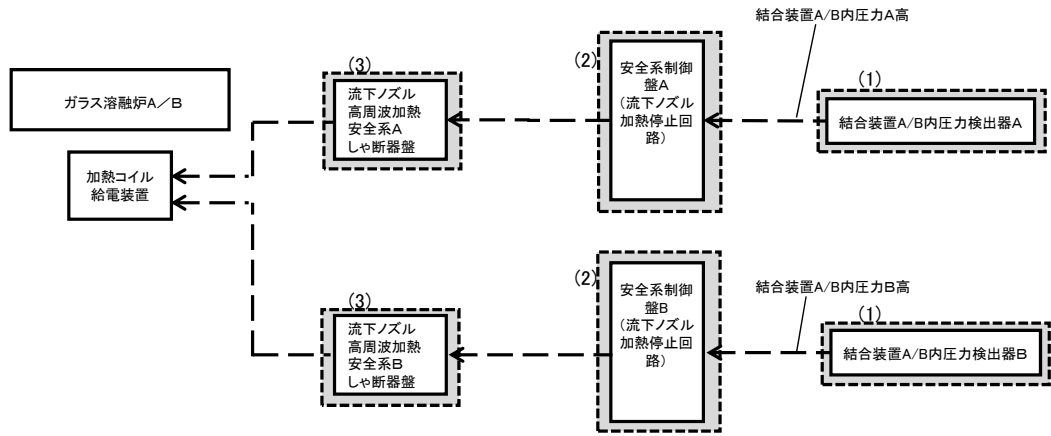 結合装置A/B内圧力A高
(3)
(2)
(1)
ガラス溶融炉A／B
流下ノズル
高周波加熱
安全系A
しゃ断器盤
安全系制御
盤A
(流下ノズル
加熱停止回
路)
結合装置A/B内圧力検出器A
加熱コイル
給電装置
(3)
(2)
結合装置A/B内圧力B高
(1)
流下ノズル
高周波加熱
安全系B
しゃ断器盤
安全系制御
盤B
(流下ノズル
加熱停止回
路)
結合装置A/B内圧力検出器B